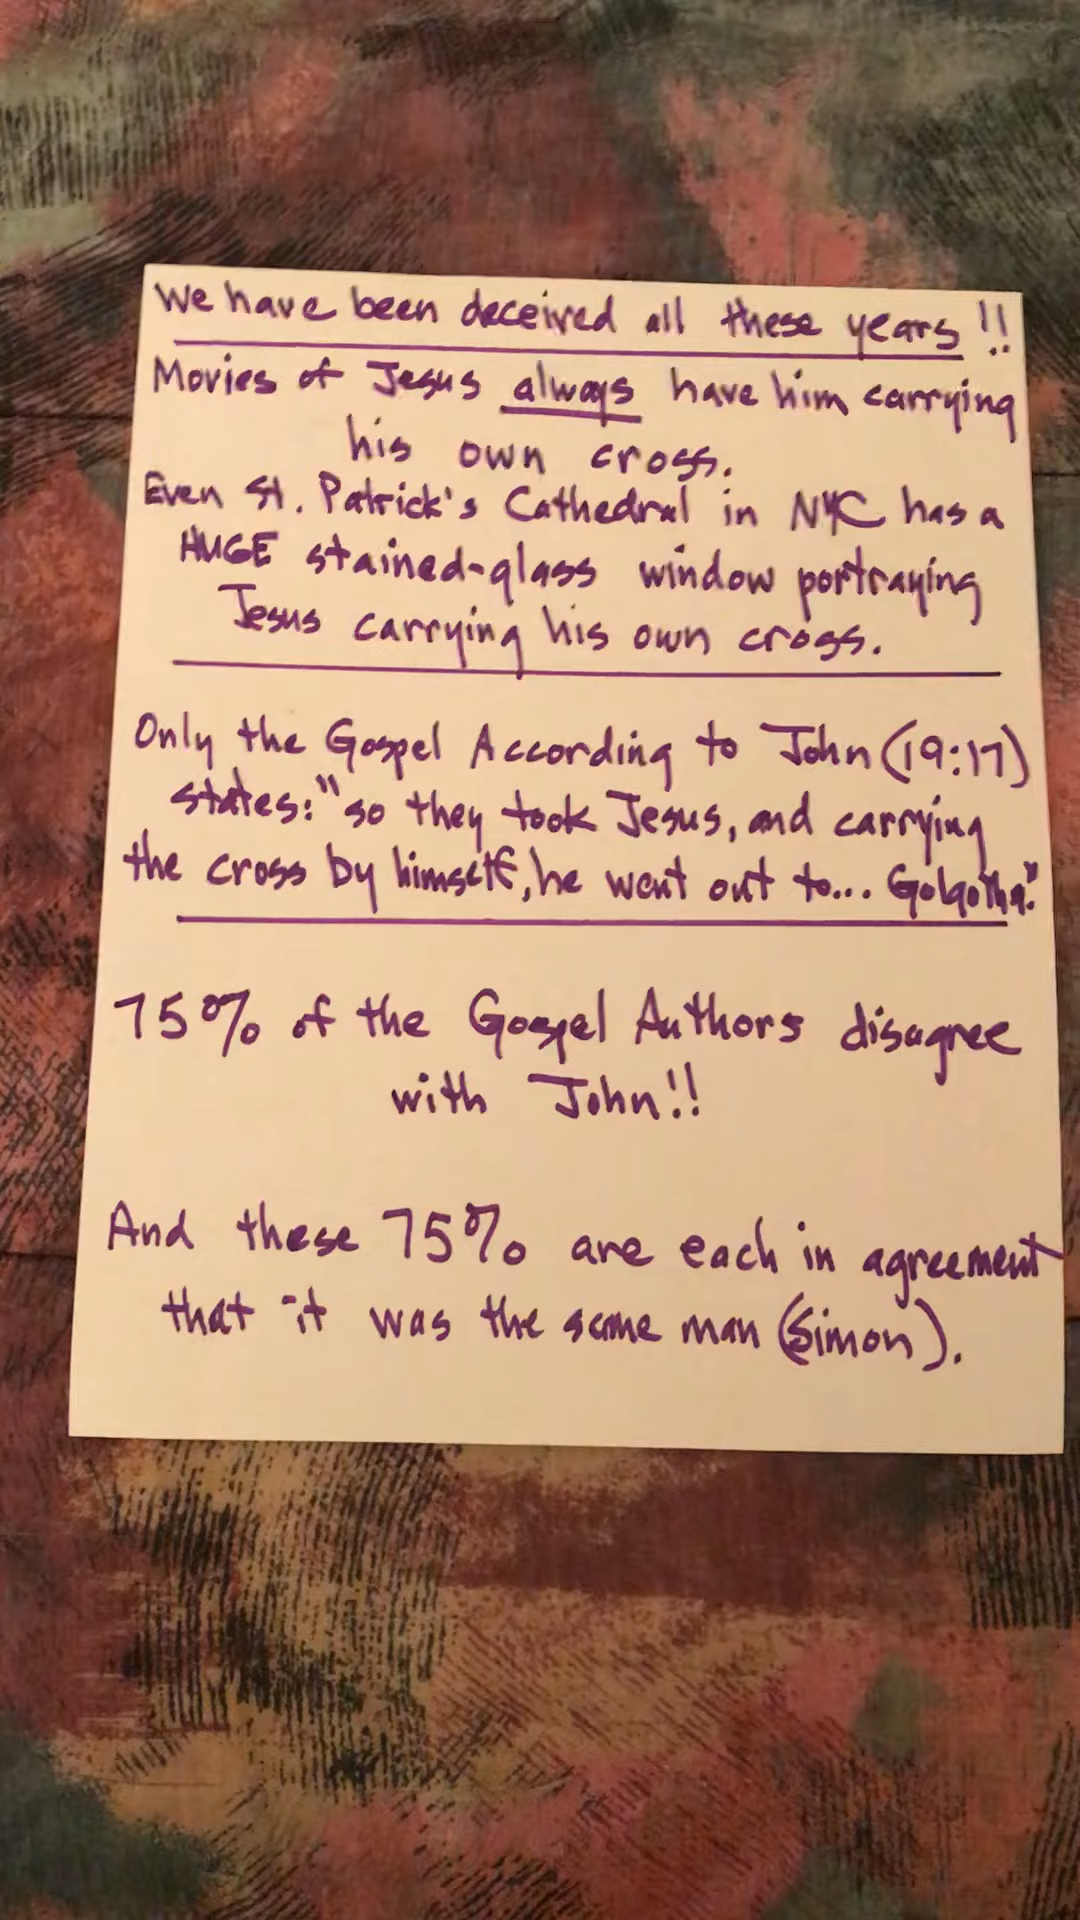 We have been deceived all these years!!
Movies of Jesus always have him carrying
his own cross.
Even St. Patrick's Cathedral in NYC has a
HUGE stained-glass window portraying
Jesus carrying his own cross.
Only the Gospel According to John (19:17)
states: "so they took Jesus, and carrying
the cross by himself, he went out to... Golgotha."
75% of the Gospel Authors disagree
with John!!
And these 75% are each in agreement
that it was the same man (Simon).